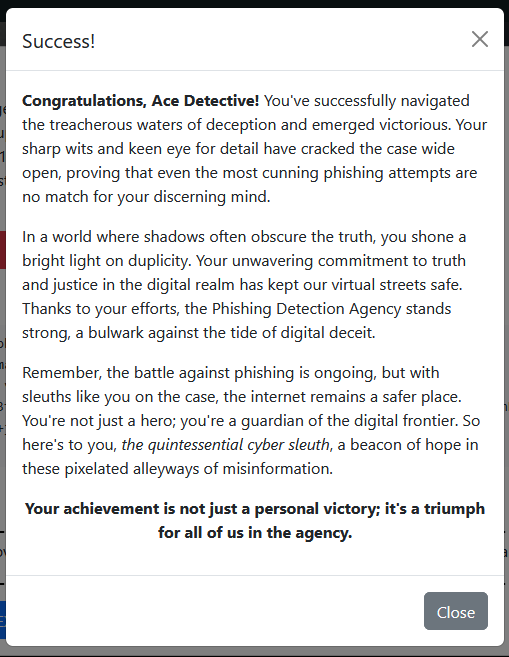 Success!
Congratulations, Ace Detective! You've successfully navigated
the treacherous waters of deception and emerged victorious. Your
sharp wits and keen eye for detail have cracked the case wide
open, proving that even the most cunning phishing attempts are
no match for your discerning mind.
In a world where shadows often obscure the truth, you shone a
bright light on duplicity. Your unwavering commitment to truth
and justice in the digital realm has kept our virtual streets safe.
Thanks to your efforts, the Phishing Detection Agency stands
strong, a bulwark against the tide of digital deceit.
Remember, the battle against phishing is ongoing, but with
sleuths like you on the case, the internet remains a safer place.
You're not just a hero; you're a guardian of the digital frontier. So
here's to you, the quintessential cyber sleuth, a beacon of hope in
these pixelated alleyways of misinformation.
Your achievement is not just a personal victory; it's a triumph
for all of us in the agency.
Close